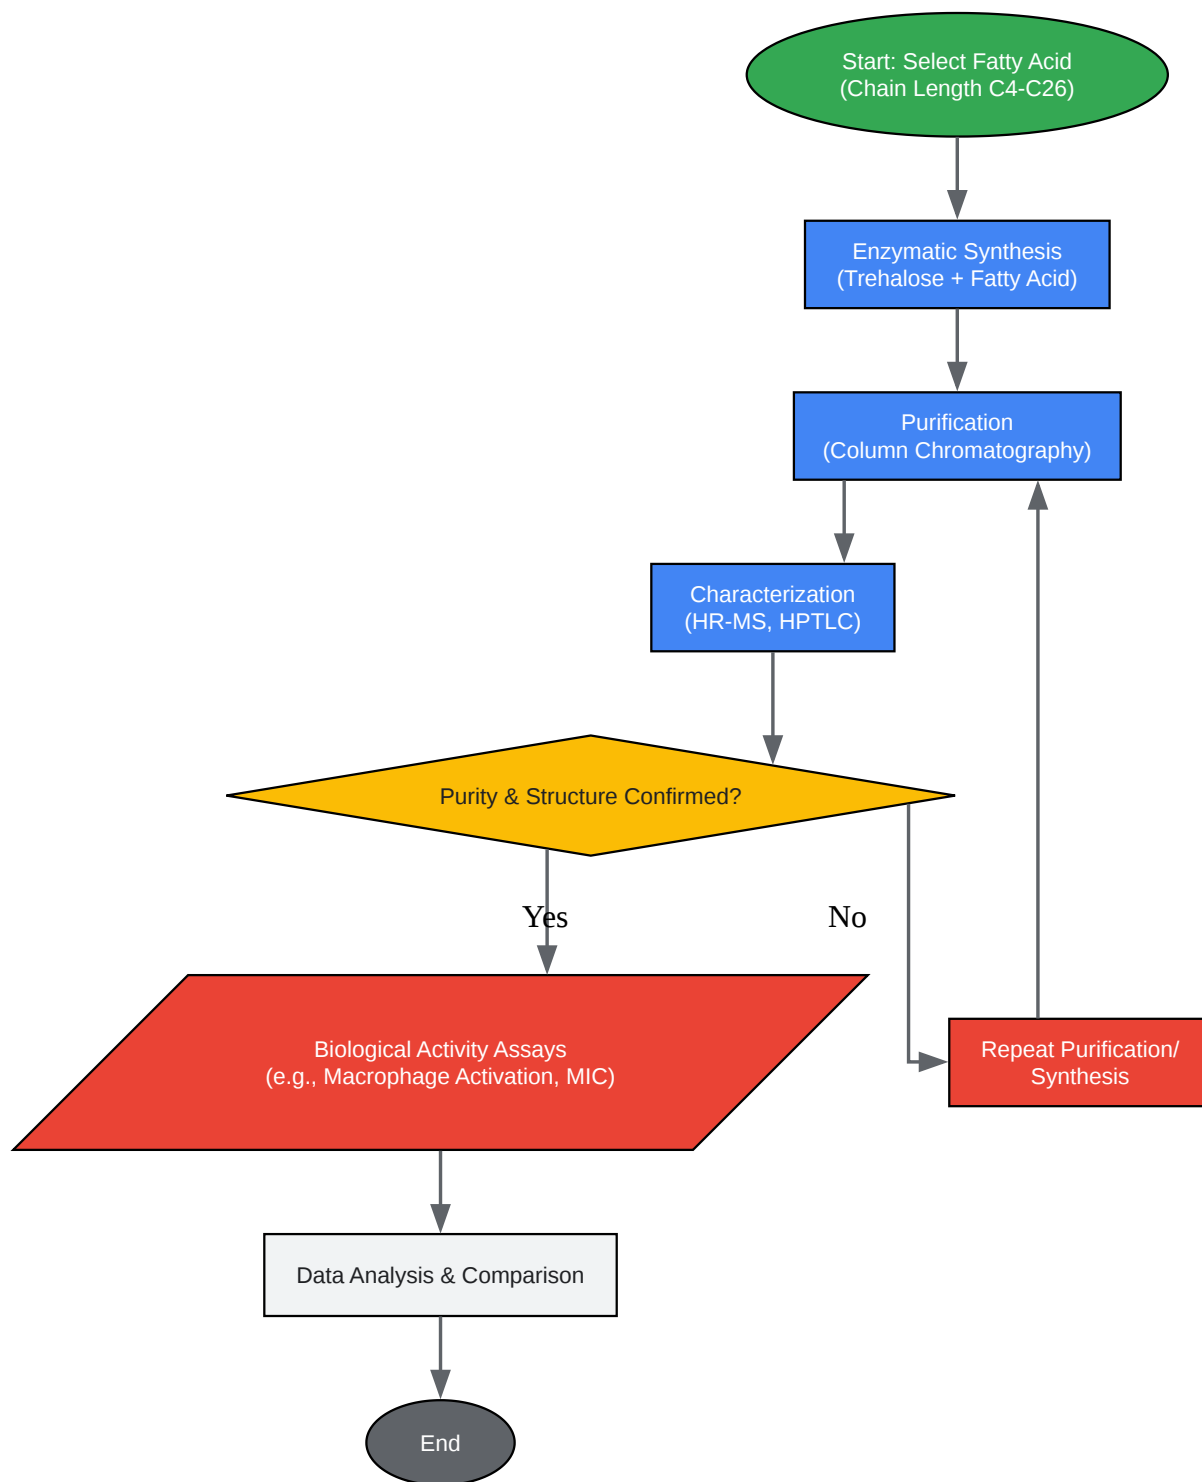 Start: Select Fatty Acid
(Chain Length C4-C26)
Enzymatic Synthesis
(Trehalose + Fatty Acid)
Purification
(Column Chromatography)
Characterization
(HR-MS, HPTLC)
Purity & Structure Confirmed?
Yes
No
Biological Activity Assays
(e.g., Macrophage Activation, MIC)
Repeat Purification/
Synthesis
Data Analysis & Comparison
End